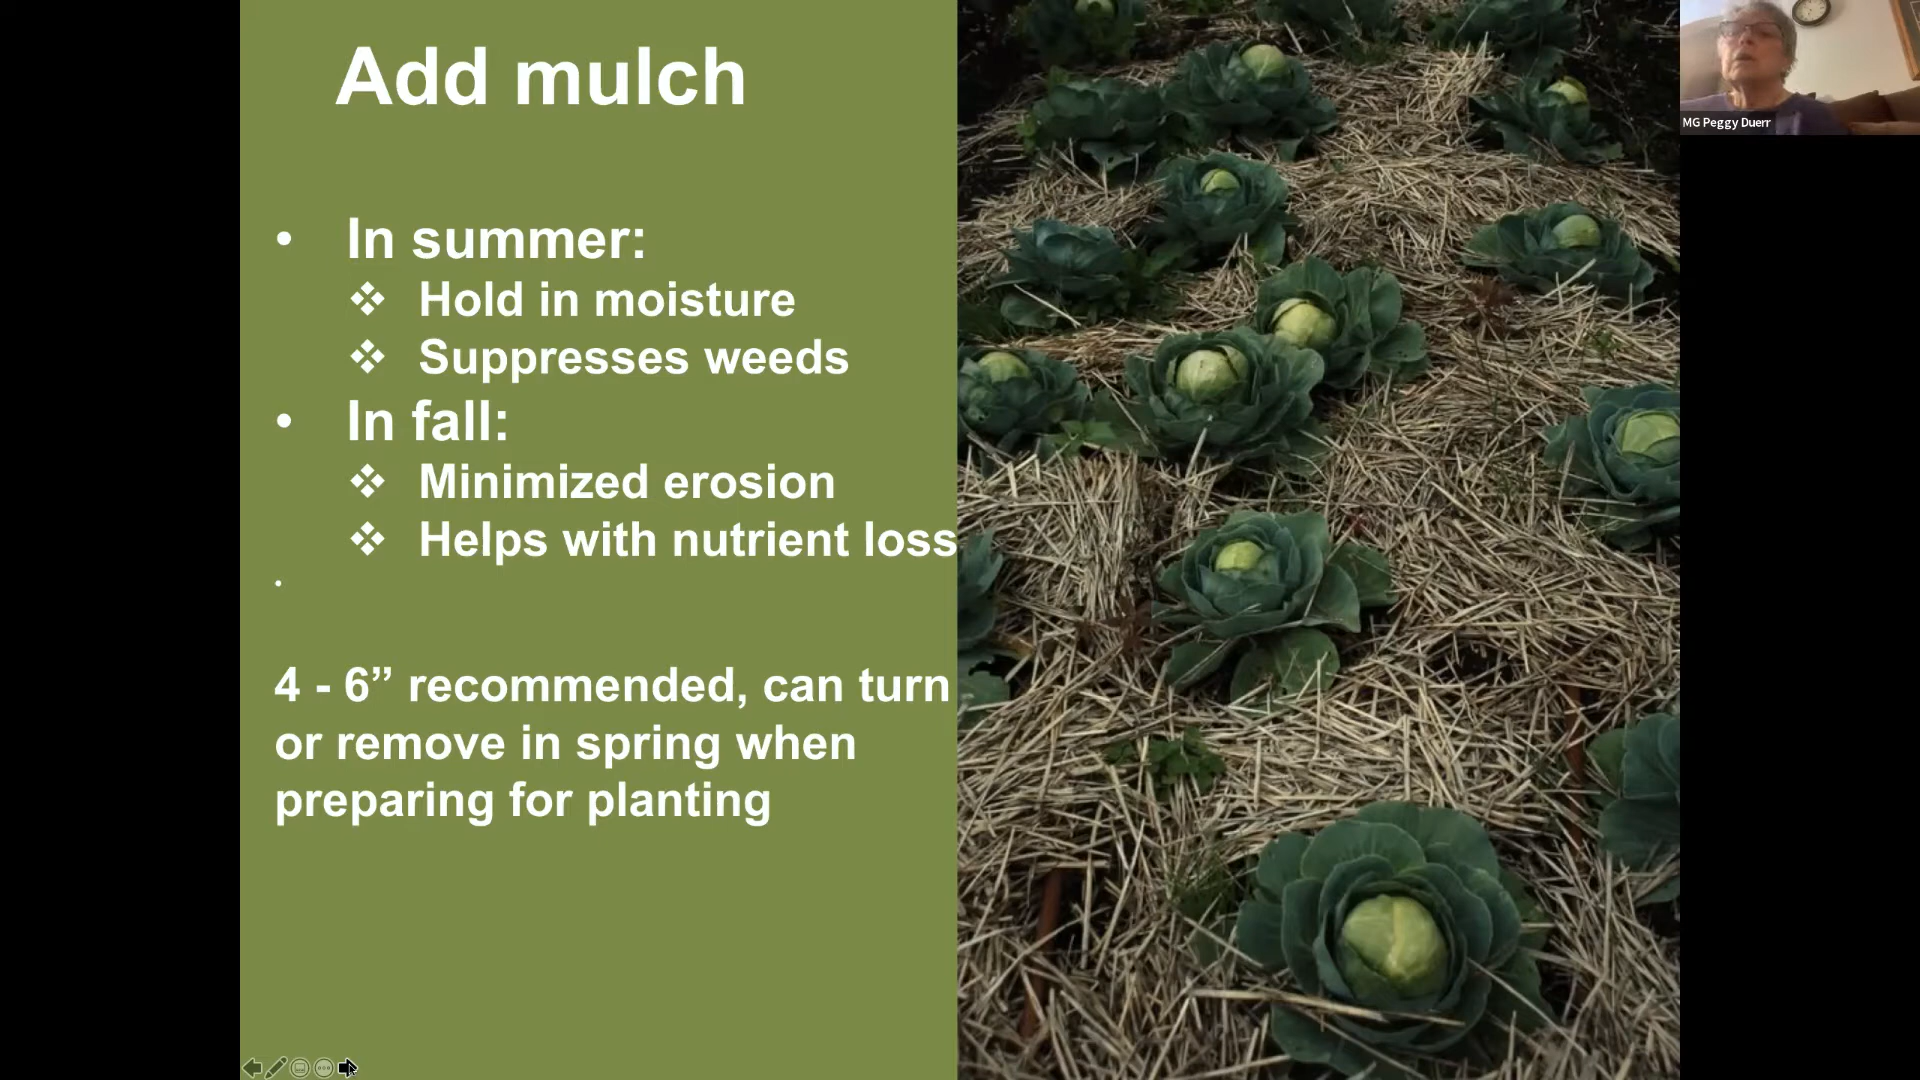 Add mulch
MG Peggy Duerr
• In summer:
❖ Hold in moisture
❖ Suppresses weeds
• In fall:
❖ Minimized erosion
❖ Helps with nutrient loss
•
4 - 6” recommended, can turn
or remove in spring when
preparing for planting